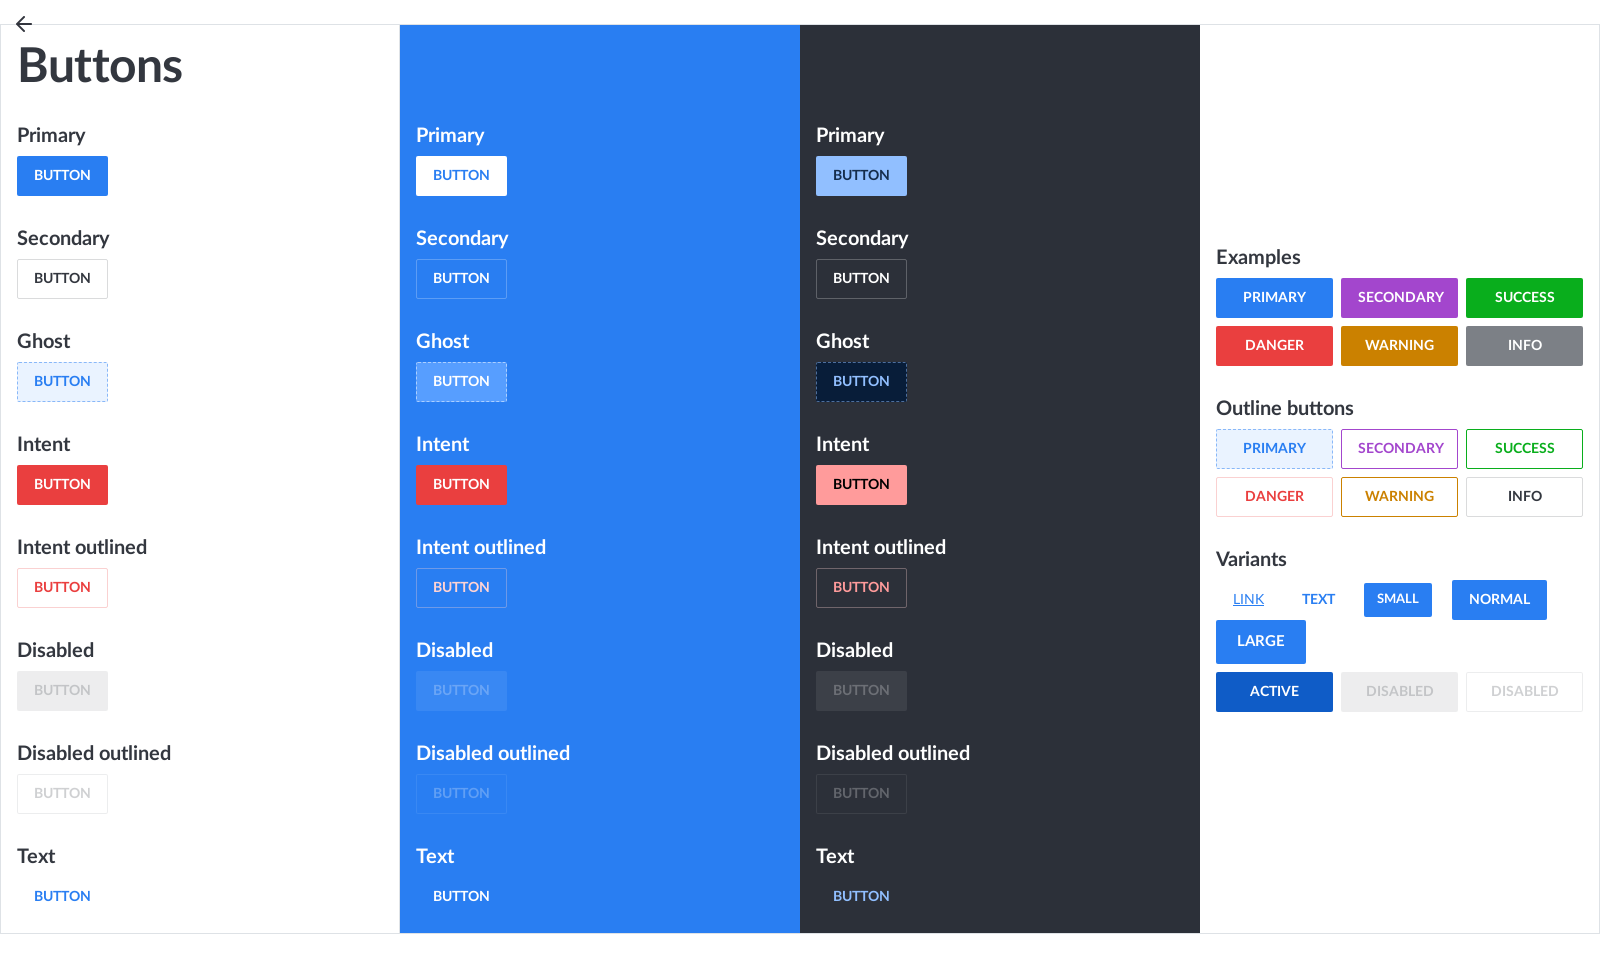 Buttons
Primary
BUTTON
Secondary
BUTTON
Ghost
BUTTON
Intent
BUTTON
Intent outlined
BUTTON
Disabled
BUTTON
Disabled outlined
BUTTON
Text
BUTTON
Primary
BUTTON
Secondary
BUTTON
Ghost
BUTTON
Intent
BUTTON
Intent outlined
BUTTON
Disabled
BUTTON
Disabled outlined
BUTTON
Text
BUTTON
Primary
BUTTON
Secondary
BUTTON
Ghost
BUTTON
Intent
BUTTON
Intent outlined
BUTTON
Disabled
BUTTON
Disabled outlined
BUTTON
Text
BUTTON
Examples
PRIMARY SECONDARY SUCCESS
DANGER WARNING INFO
Outline buttons
PRIMARY SECONDARY SUCCESS
DANGER WARNING INFO
Variants
LINK TEXT SMALL NORMAL
LARGE
ACTIVE DISABLED DISABLED